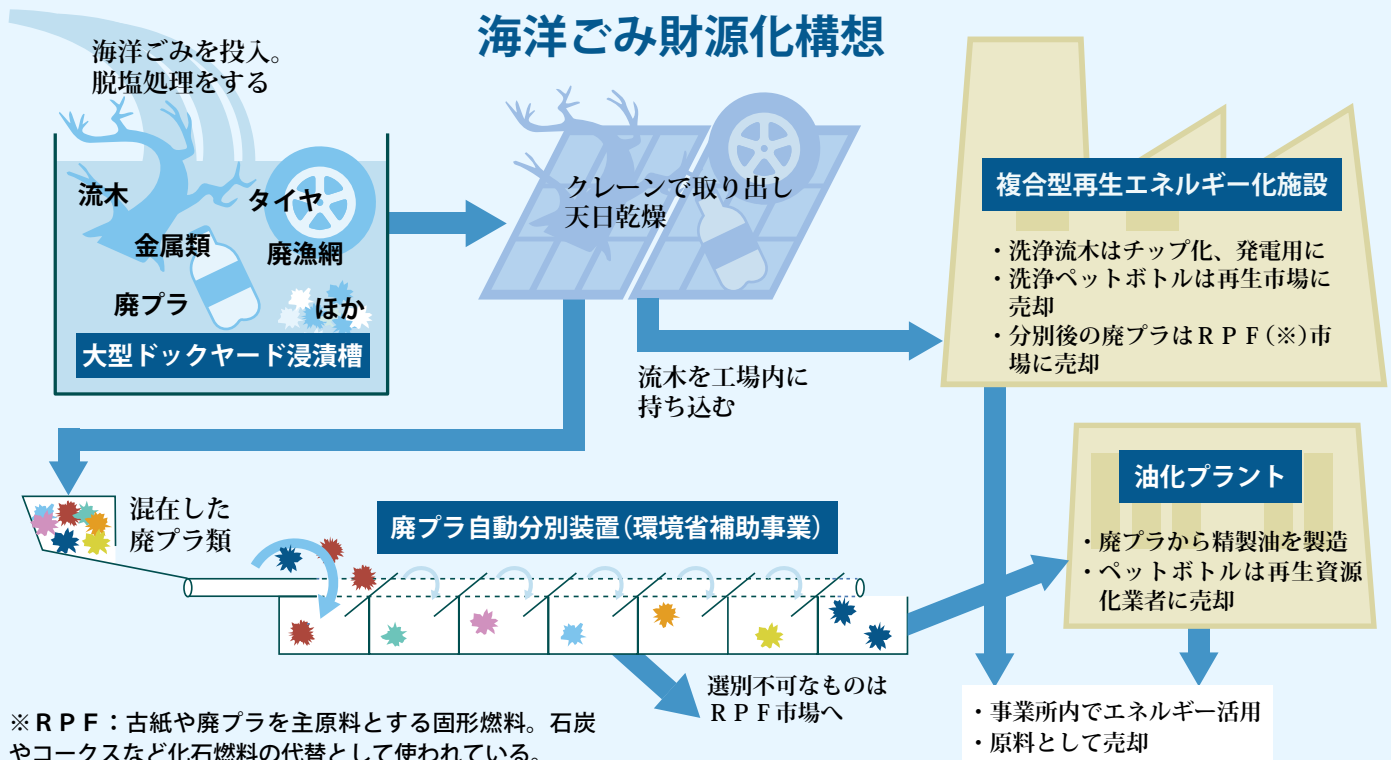 海洋ごみ財源化構想
海洋ごみを投入。
脱塩処理をする
流木
タイヤ
金属類
廃漁網
廃プラ
ほか
大型ドックヤード浸漬槽
クレーンで取り出し
天日乾燥
流木を工場内に
持ち込む
複合型再生エネルギー化施設
・洗浄流木はチップ化、発電用に
・洗浄ペットボトルは再生市場に
売却
・分別後の廃プラはＲＰＦ(※)市
場に売却
混在した
廃プラ類
廃プラ自動分別装置(環境省補助事業)
油化プラント
・廃プラから精製油を製造
・ペットボトルは再生資源
化業者に売却
選別不可なものは
ＲＰＦ市場へ
・事業所内でエネルギー活用
・原料として売却
※ＲＰＦ：古紙や廃プラを主原料とする固形燃料。石炭
やコークスなど化石燃料の代替として使われている。